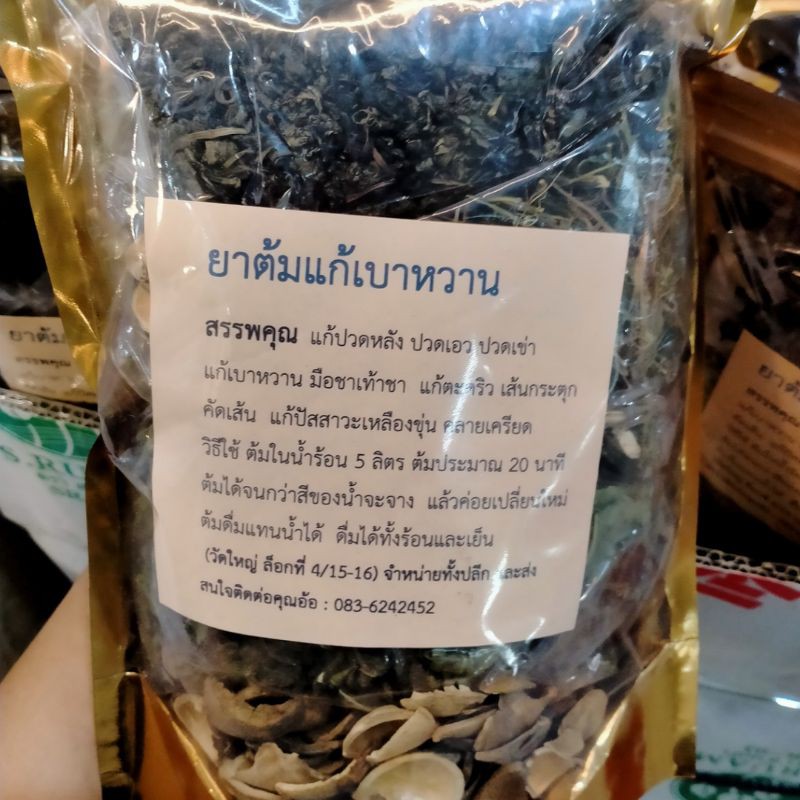 ยาต้มแก้เบาหวาน
สรรพคุณ แก้ปวดหลัง ปวดเอว ปวดเข่า
แก้เบาหวาน มือชาเท้าชา แก้ตะคริว เส้นกระตุก
คัดเส้น แก้ปัสสาวะเหลืองขุ่น คลายเครียด
วิธีใช้ ต้มในน้ำร้อน 5 ลิตร ต้มประมาณ 20 นาที
ต้มได้จนกว่าสีของน้ำจะจาง แล้วค่อยเปลี่ยนใหม่
ต้มดื่มแทนน้ำได้ ดื่มได้ทั้งร้อนและเย็น
(วัดใหญ่ ล็อกที่ 4/15-16) จำหน่ายทั้งปลีก และส่ง
สนใจติดต่อคุณอ้อ : 083-6242452
ยาต้ม
สรรพคุณ